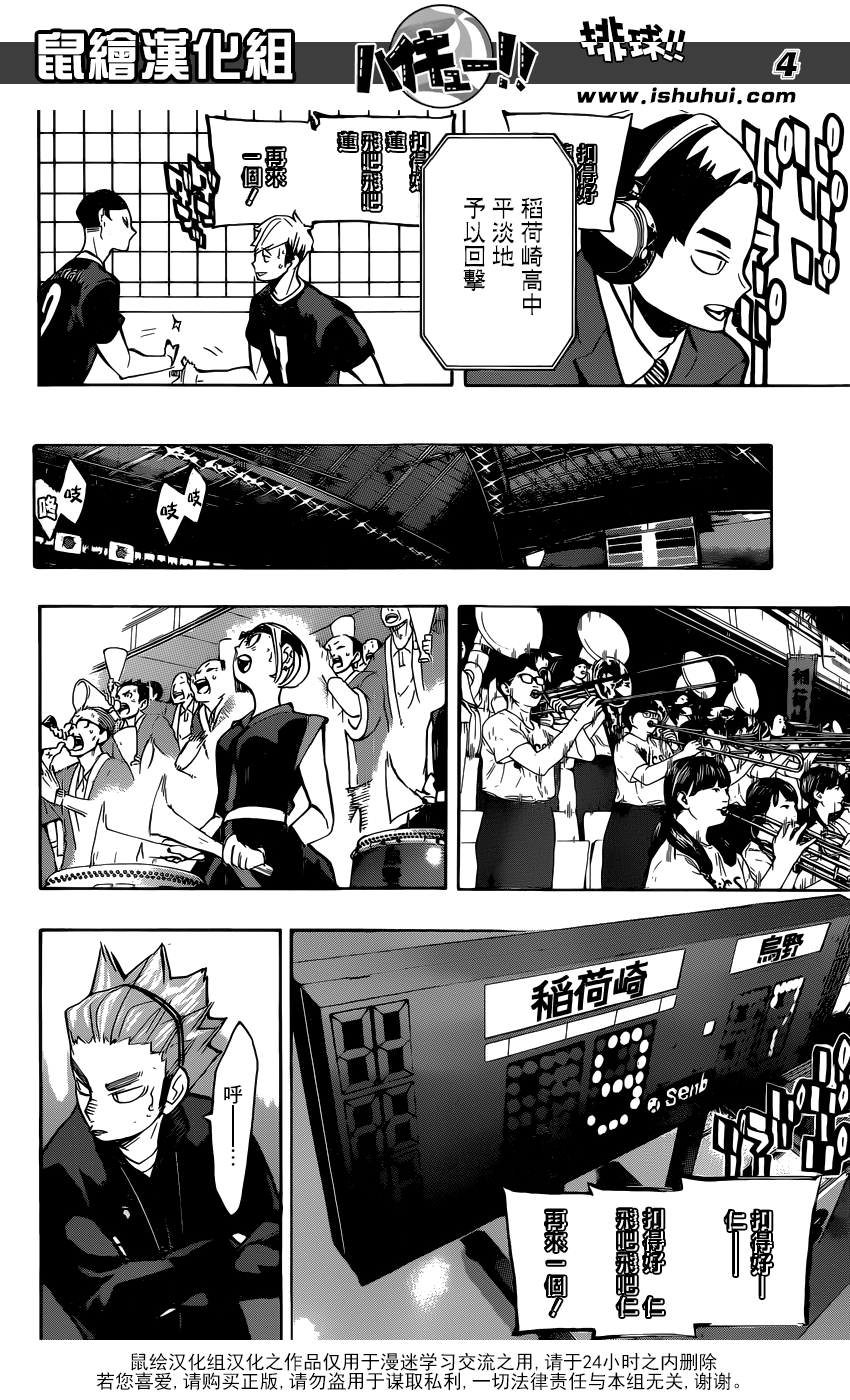 鼠繪漢化組
ハイキュー!!
排球!!
4
www.ishuhui.com
扣得好
稻荷崎高中
平淡地
予以回擊
扣得好
蓮
飛吧飛吧
蓮
再來
一個!
吱
吱
咚
稻荷
稻荷崎
烏野
9
Senb
呼——…
扣得好—
仁——
扣得好 仁
飛吧飛吧仁
再來一個!
鼠绘汉化组汉化之作品仅用于漫迷学习交流之用,请于24小时之内删除
若您喜爱,请购买正版,请勿盗用于谋取私利,一切法律责任与本组无关,谢谢。